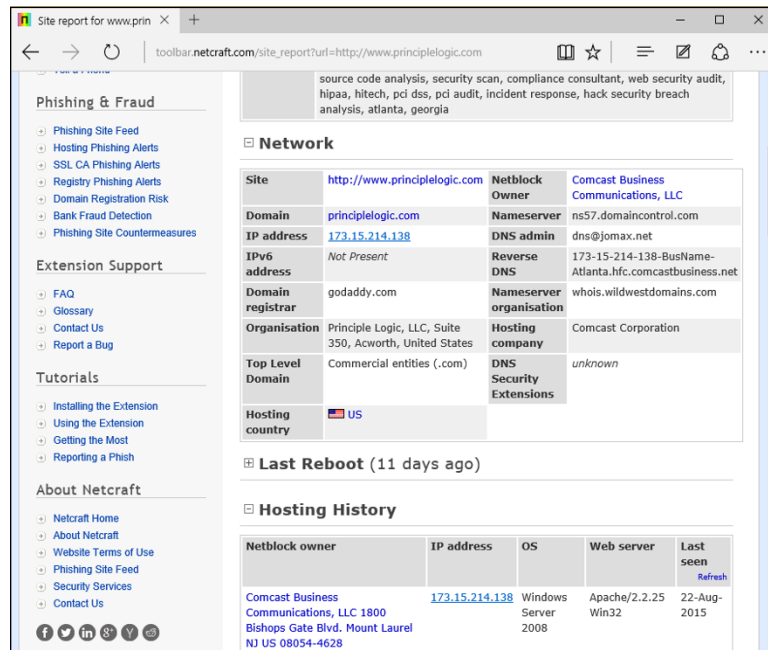 Site report for www.prin
toolbar.netcraft.com/site_report?url=http://www.principlelogic.com
Phishing & Fraud
Phishing Site Feed
Hosting Phishing Alerts
SSL CA Phishing Alerts
Registry Phishing Alerts
Domain Registration Risk
Bank Fraud Detection
Phishing Site Countermeasures
Extension Support
FAQ
Glossary
Contact Us
Report a Bug
Tutorials
Installing the Extension
Using the Extension
Getting the Most
Reporting a Phish
About Netcraft
Netcraft Home
About Netcraft
Website Terms of Use
Phishing Site Feed
Security Services
Contact Us
source code analysis, security scan, compliance consultant, web security audit,
hipaa, hitech, pci dss, pci audit, incident response, hack security breach
analysis, atlanta, georgia
Network
Site http://www.principlelogic.com Netblock Owner Comcast Business Communications, LLC
Domain principlelogic.com Nameserver ns57.domaincontrol.com
IP address 173.15.214.138 DNS admin dns@jomax.net
IPv6 address Not Present Reverse DNS 173-15-214-138-BusName-Atlanta.hfc.comcastbusiness.net
Domain registrar godaddy.com Nameserver organisation whois.wildwestdomains.com
Organisation Principle Logic, LLC, Suite 350, Acworth, United States Hosting company Comcast Corporation
Top Level Domain Commercial entities (.com) DNS Security Extensions unknown
Hosting country US
Last Reboot (11 days ago)
Hosting History
Netblock owner IP address OS Web server Last seen Refresh
Comcast Business Communications, LLC 1800 Bishops Gate Blvd. Mount Laurel NJ US 08054-4628 173.15.214.138 Windows Server 2008 Apache/2.2.25 Win32 22-Aug-2015